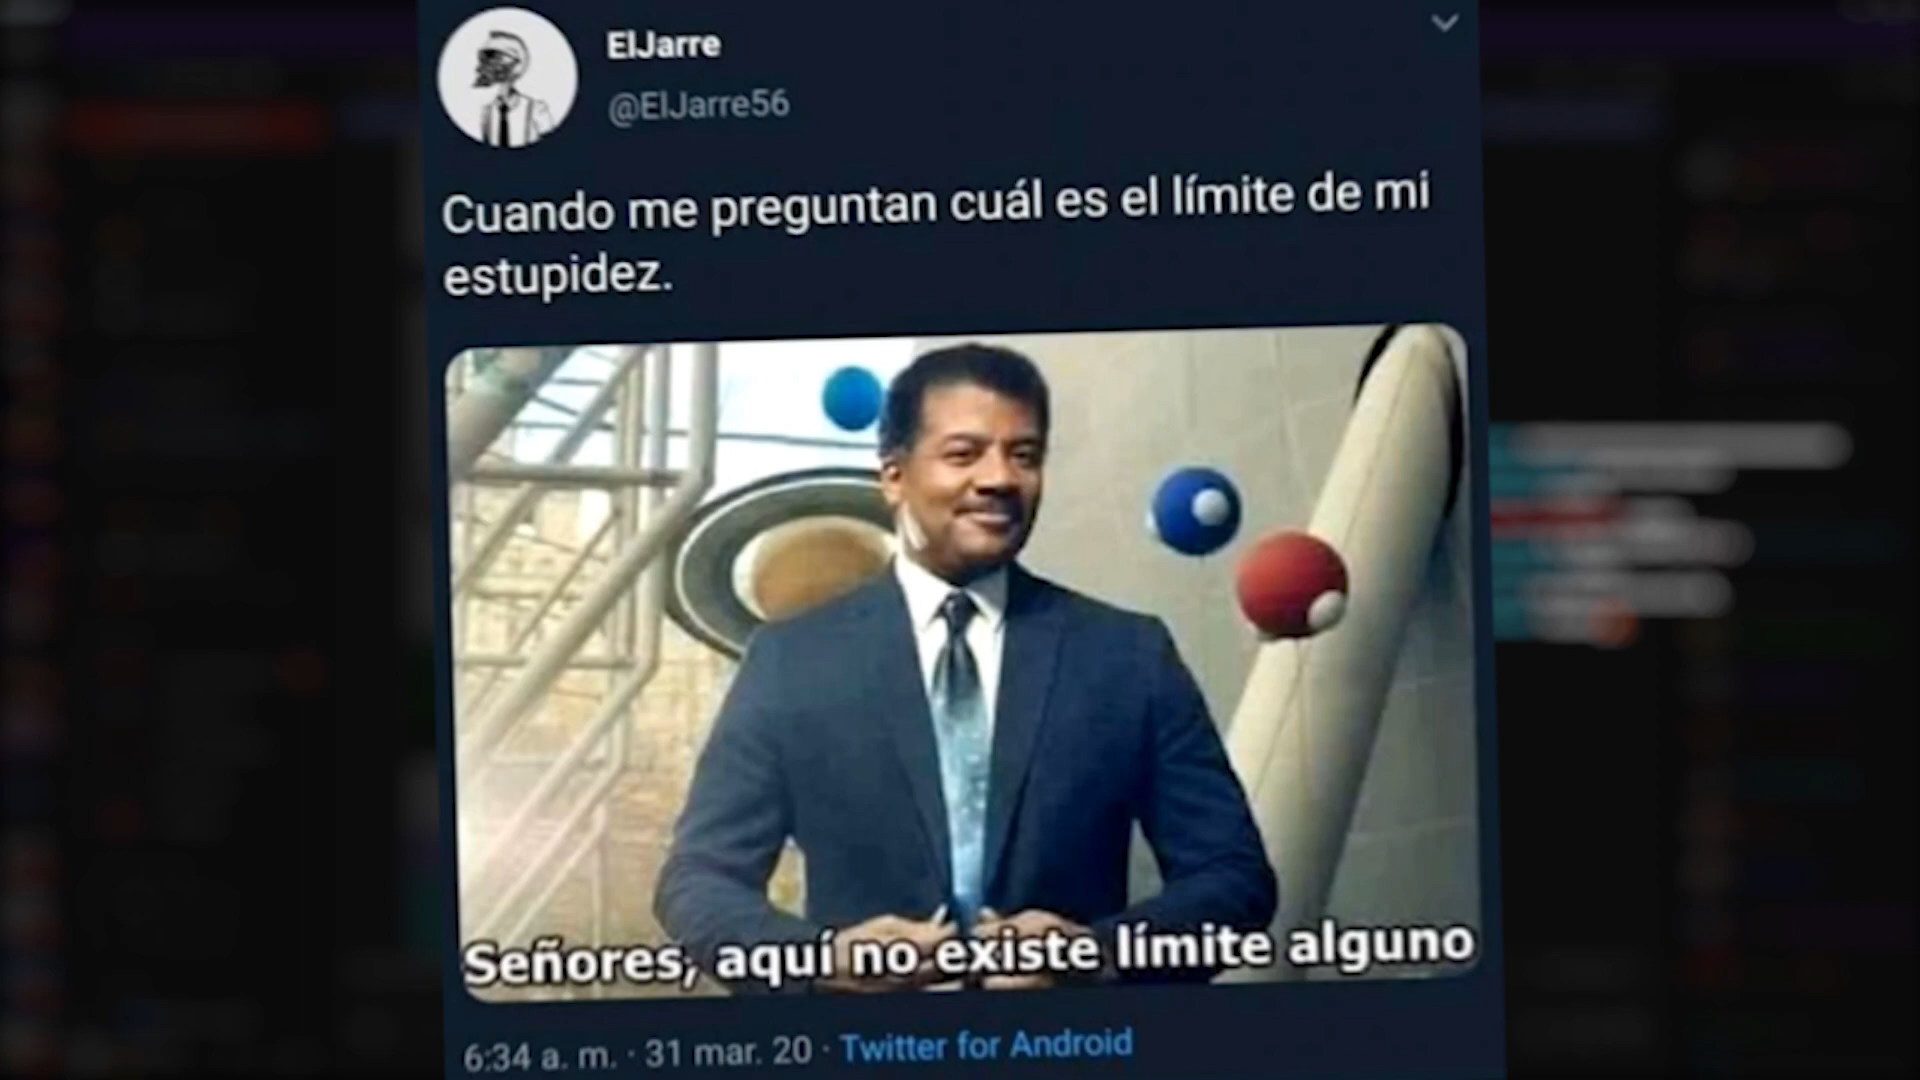 ElJarre
@ElJarre56
Cuando me preguntan cuál es el límite de mi
estupidez.
Señores, aquí no existe límite alguno
6:34 a. m. · 31 mar. 20 · Twitter for Android